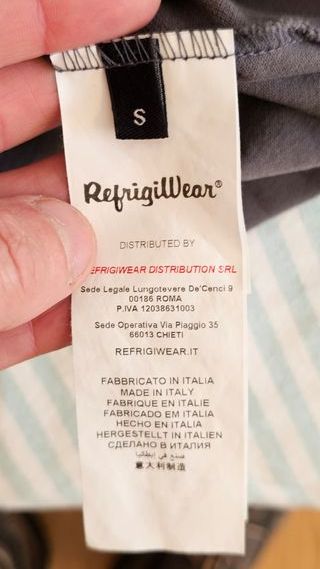 S
RefrigiWear®
DISTRIBUTED BY
EFRIGIWEAR DISTRIBUTION SRL
Sede Legale Lungotevere De'Cenci 9
00186 ROMA
P.IVA 12038631003
Sede Operativa Via Piaggio 35
66013 CHIETI
REFRIGIWEAR.IT
FABBRICATO IN ITALIA
MADE IN ITALY
FABRIQUE EN ITALIE
FABRICADO EM ITALIA
HECHO EN ITALIA
HERGESTELLT IN ITALIEN
СДЕЛАНО В ИТАЛИЯ
صنع في إيطاليا
意大利制造